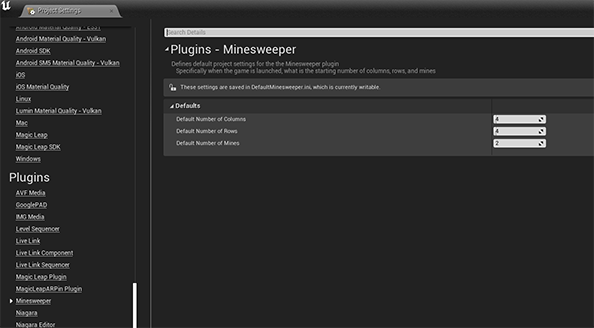 Project Settings
Android Material Quality - ES31
Android Material Quality - Vulkan
Android SDK
Android SM5 Material Quality - Vulkan
iOS
iOS Material Quality
Linux
Lumin Material Quality - Vulkan
Mac
Magic Leap
Magic Leap SDK
Windows
Plugins
AVF Media
GooglePAD
IMG Media
Level Sequencer
Live Link
Live Link Component
Live Link Sequencer
Magic Leap Plugin
MagicLeapARPin Plugin
Minesweeper
Niagara
Niagara Editor
Search Details
Plugins - Minesweeper
Defines default project settings for the the Minesweeper plugin
Specifically when the game is launched, what is the starting number of columns, rows, and mines
These settings are saved in DefaultMinesweeper.ini, which is currently writable.
Defaults
Default Number of Columns 4
Default Number of Rows 4
Default Number of Mines 2